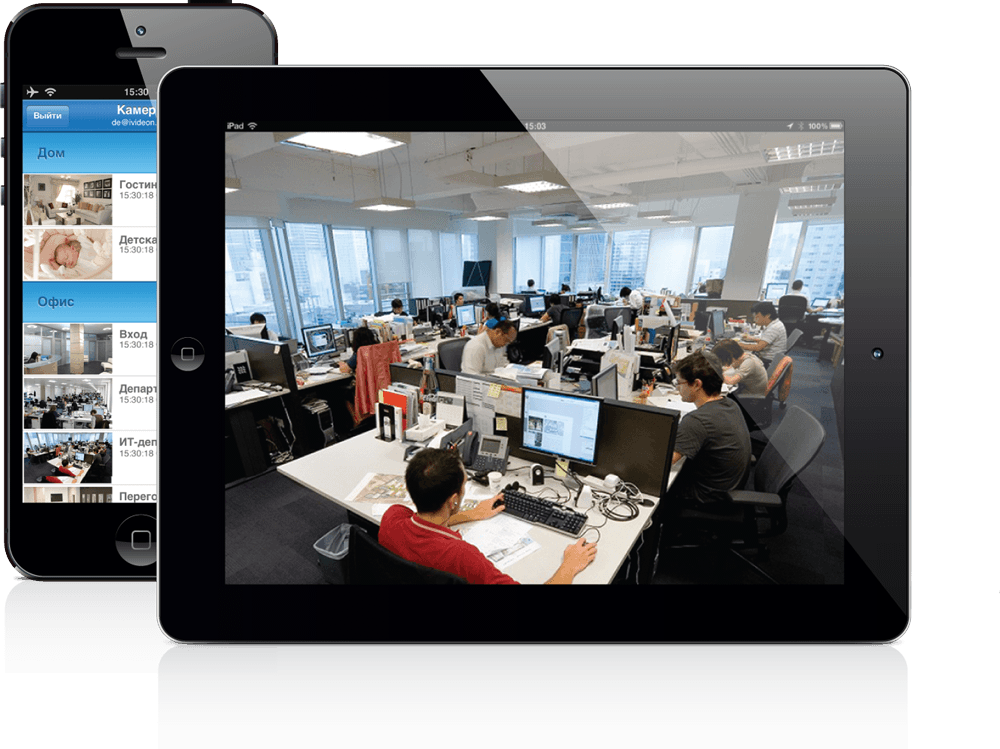 15:30
Выйти
Камер
de@ivideon.
Дом
Гостин
15:30:18
Детска
15:30:18
Офис
Вход
15:30:18
Департ
15:30:18
ИТ-деп
15:30:18
Перего
iPad
15:03
100%